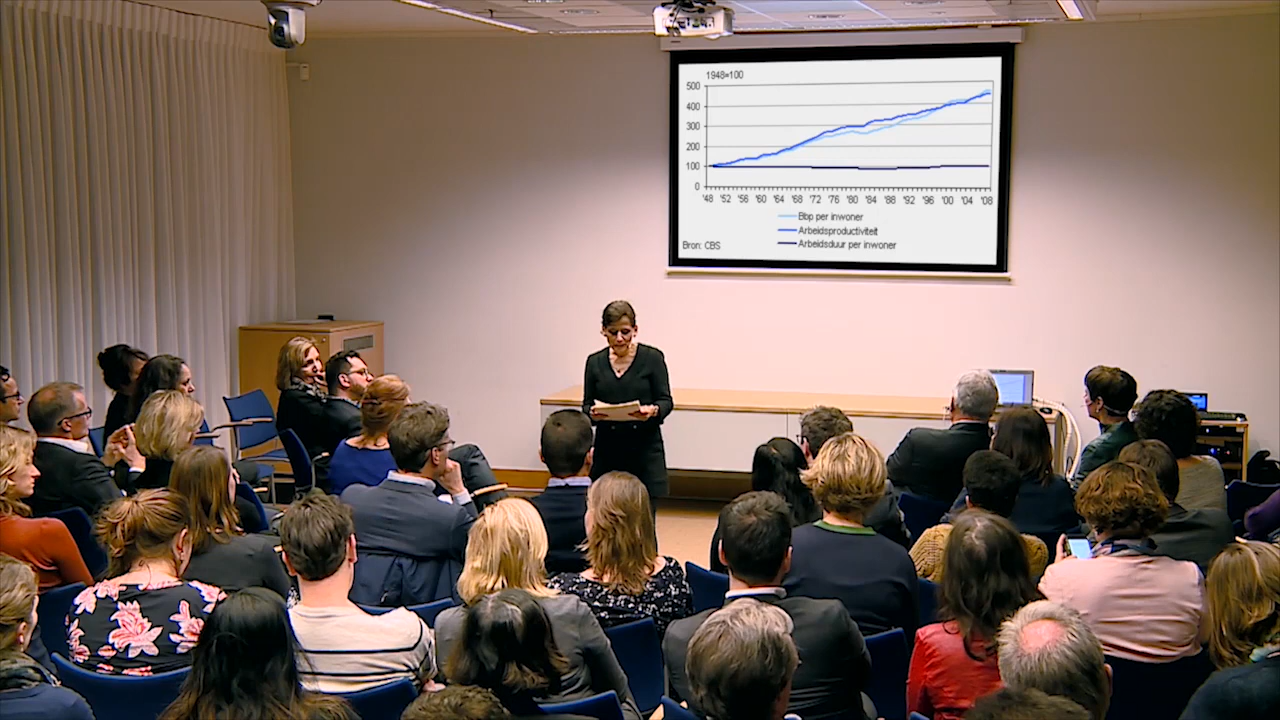 1948=100
500
400
300
200
100
0
'48 '52 '56 '60 '64 '68 '72 '76 '80 '84 '88 '92 '96 '00 '04 '08
Bbp per inwoner
Arbeidsproductiviteit
Arbeidsduur per inwoner
Bron: CBS